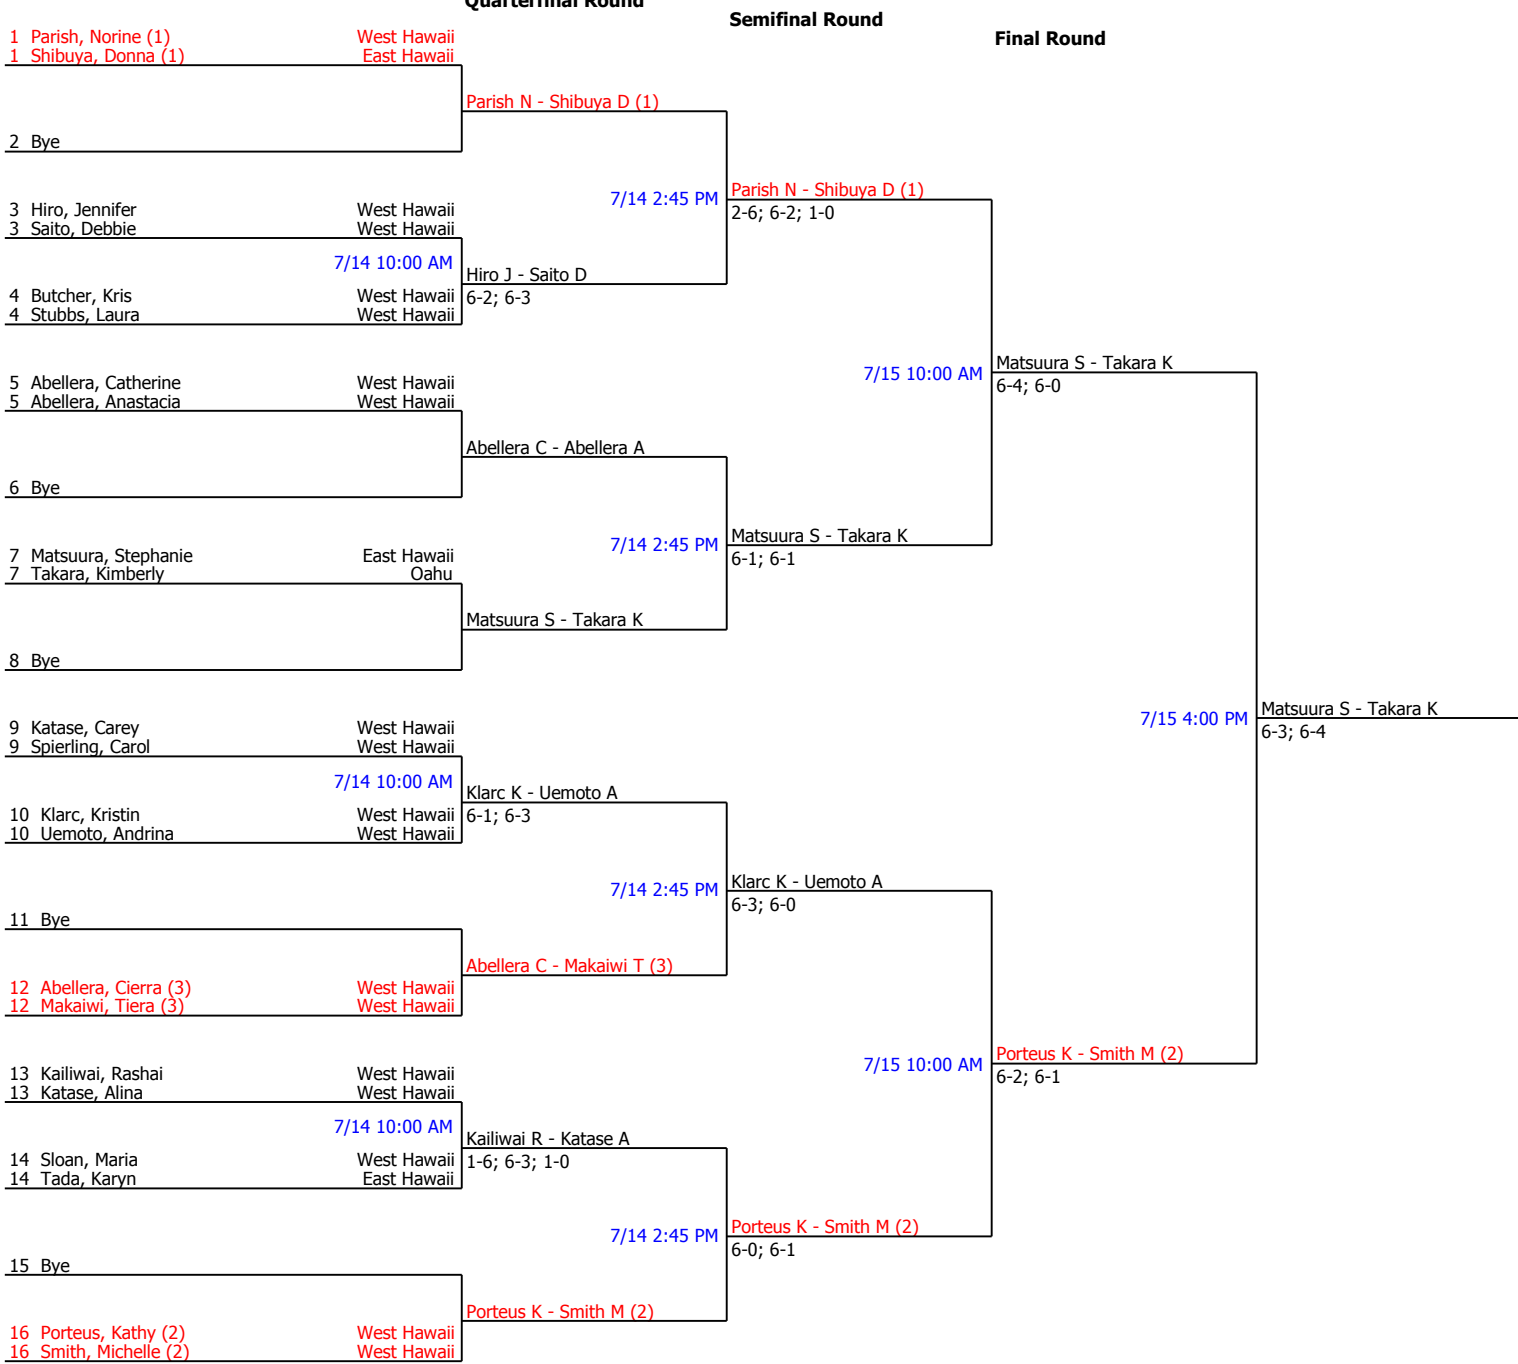 Quarterfinal Round
Semifinal Round
Final Round
1 Parish, Norine (1) West Hawaii
1 Shibuya, Donna (1) East Hawaii
Parish N - Shibuya D (1)
2 Bye
7/14 2:45 PM Parish N - Shibuya D (1)
2-6; 6-2; 1-0
3 Hiro, Jennifer West Hawaii
3 Saito, Debbie West Hawaii
7/14 10:00 AM
Hiro J - Saito D
6-2; 6-3
4 Butcher, Kris West Hawaii
4 Stubbs, Laura West Hawaii
7/15 10:00 AM Matsuura S - Takara K
6-4; 6-0
5 Abellera, Catherine West Hawaii
5 Abellera, Anastacia West Hawaii
Abellera C - Abellera A
6 Bye
7/14 2:45 PM Matsuura S - Takara K
6-1; 6-1
7 Matsuura, Stephanie East Hawaii
7 Takara, Kimberly Oahu
Matsuura S - Takara K
8 Bye
7/15 4:00 PM Matsuura S - Takara K
6-3; 6-4
9 Katase, Carey West Hawaii
9 Spierling, Carol West Hawaii
7/14 10:00 AM
Klarc K - Uemoto A
6-1; 6-3
10 Klarc, Kristin West Hawaii
10 Uemoto, Andrina West Hawaii
7/14 2:45 PM Klarc K - Uemoto A
6-3; 6-0
11 Bye
Abellera C - Makaiwi T (3)
12 Abellera, Cierra (3) West Hawaii
12 Makaiwi, Tiera (3) West Hawaii
7/15 10:00 AM Porteus K - Smith M (2)
6-2; 6-1
13 Kailiwai, Rashai West Hawaii
13 Katase, Alina West Hawaii
7/14 10:00 AM
Kailiwai R - Katase A
1-6; 6-3; 1-0
14 Sloan, Maria West Hawaii
14 Tada, Karyn East Hawaii
7/14 2:45 PM Porteus K - Smith M (2)
6-0; 6-1
15 Bye
Porteus K - Smith M (2)
16 Porteus, Kathy (2) West Hawaii
16 Smith, Michelle (2) West Hawaii